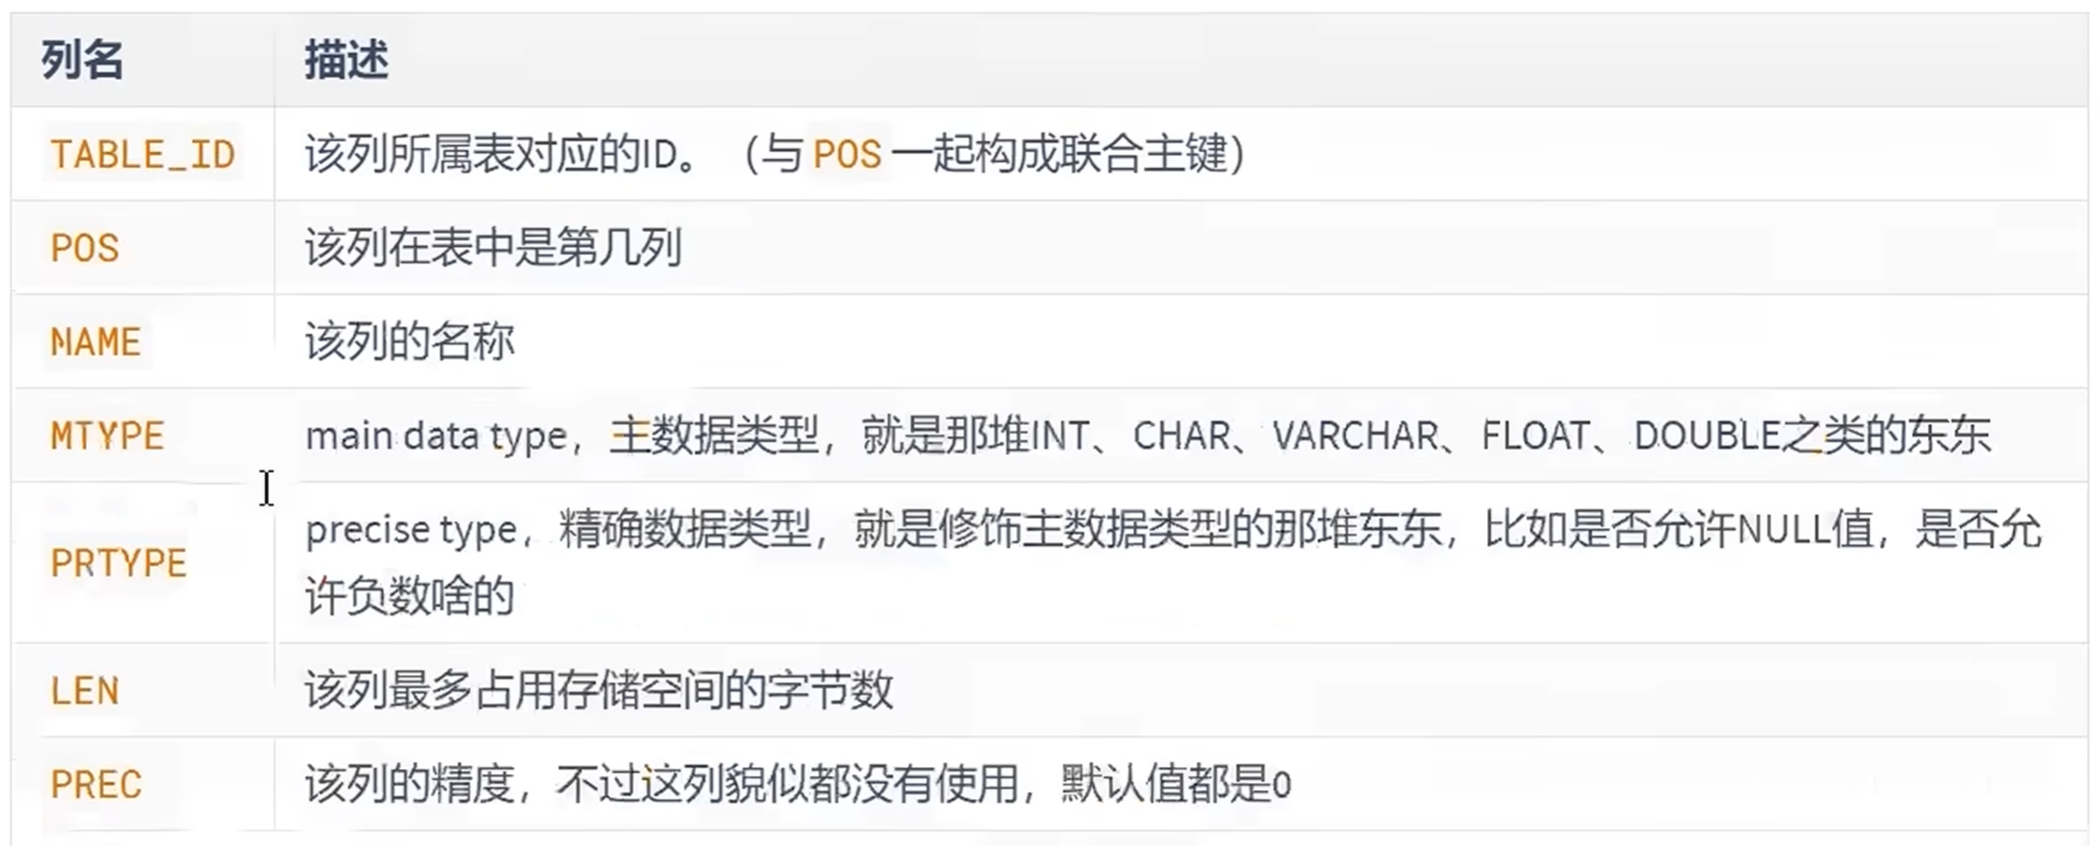 列名 描述
TABLE_ID 该列所属表对应的ID。（与 POS 一起构成联合主键）
POS 该列在表中是第几列
NAME 该列的名称
MTYPE main data type，主数据类型，就是那堆INT、CHAR、VARCHAR、FLOAT、DOUBLE之类的东东
PRTYPE precise type，精确数据类型，就是修饰主数据类型的那堆东东，比如是否允许NULL值，是否允
许负数啥的
LEN 该列最多占用存储空间的字节数
PREC 该列的精度，不过这列貌似都没有使用，默认值都是0